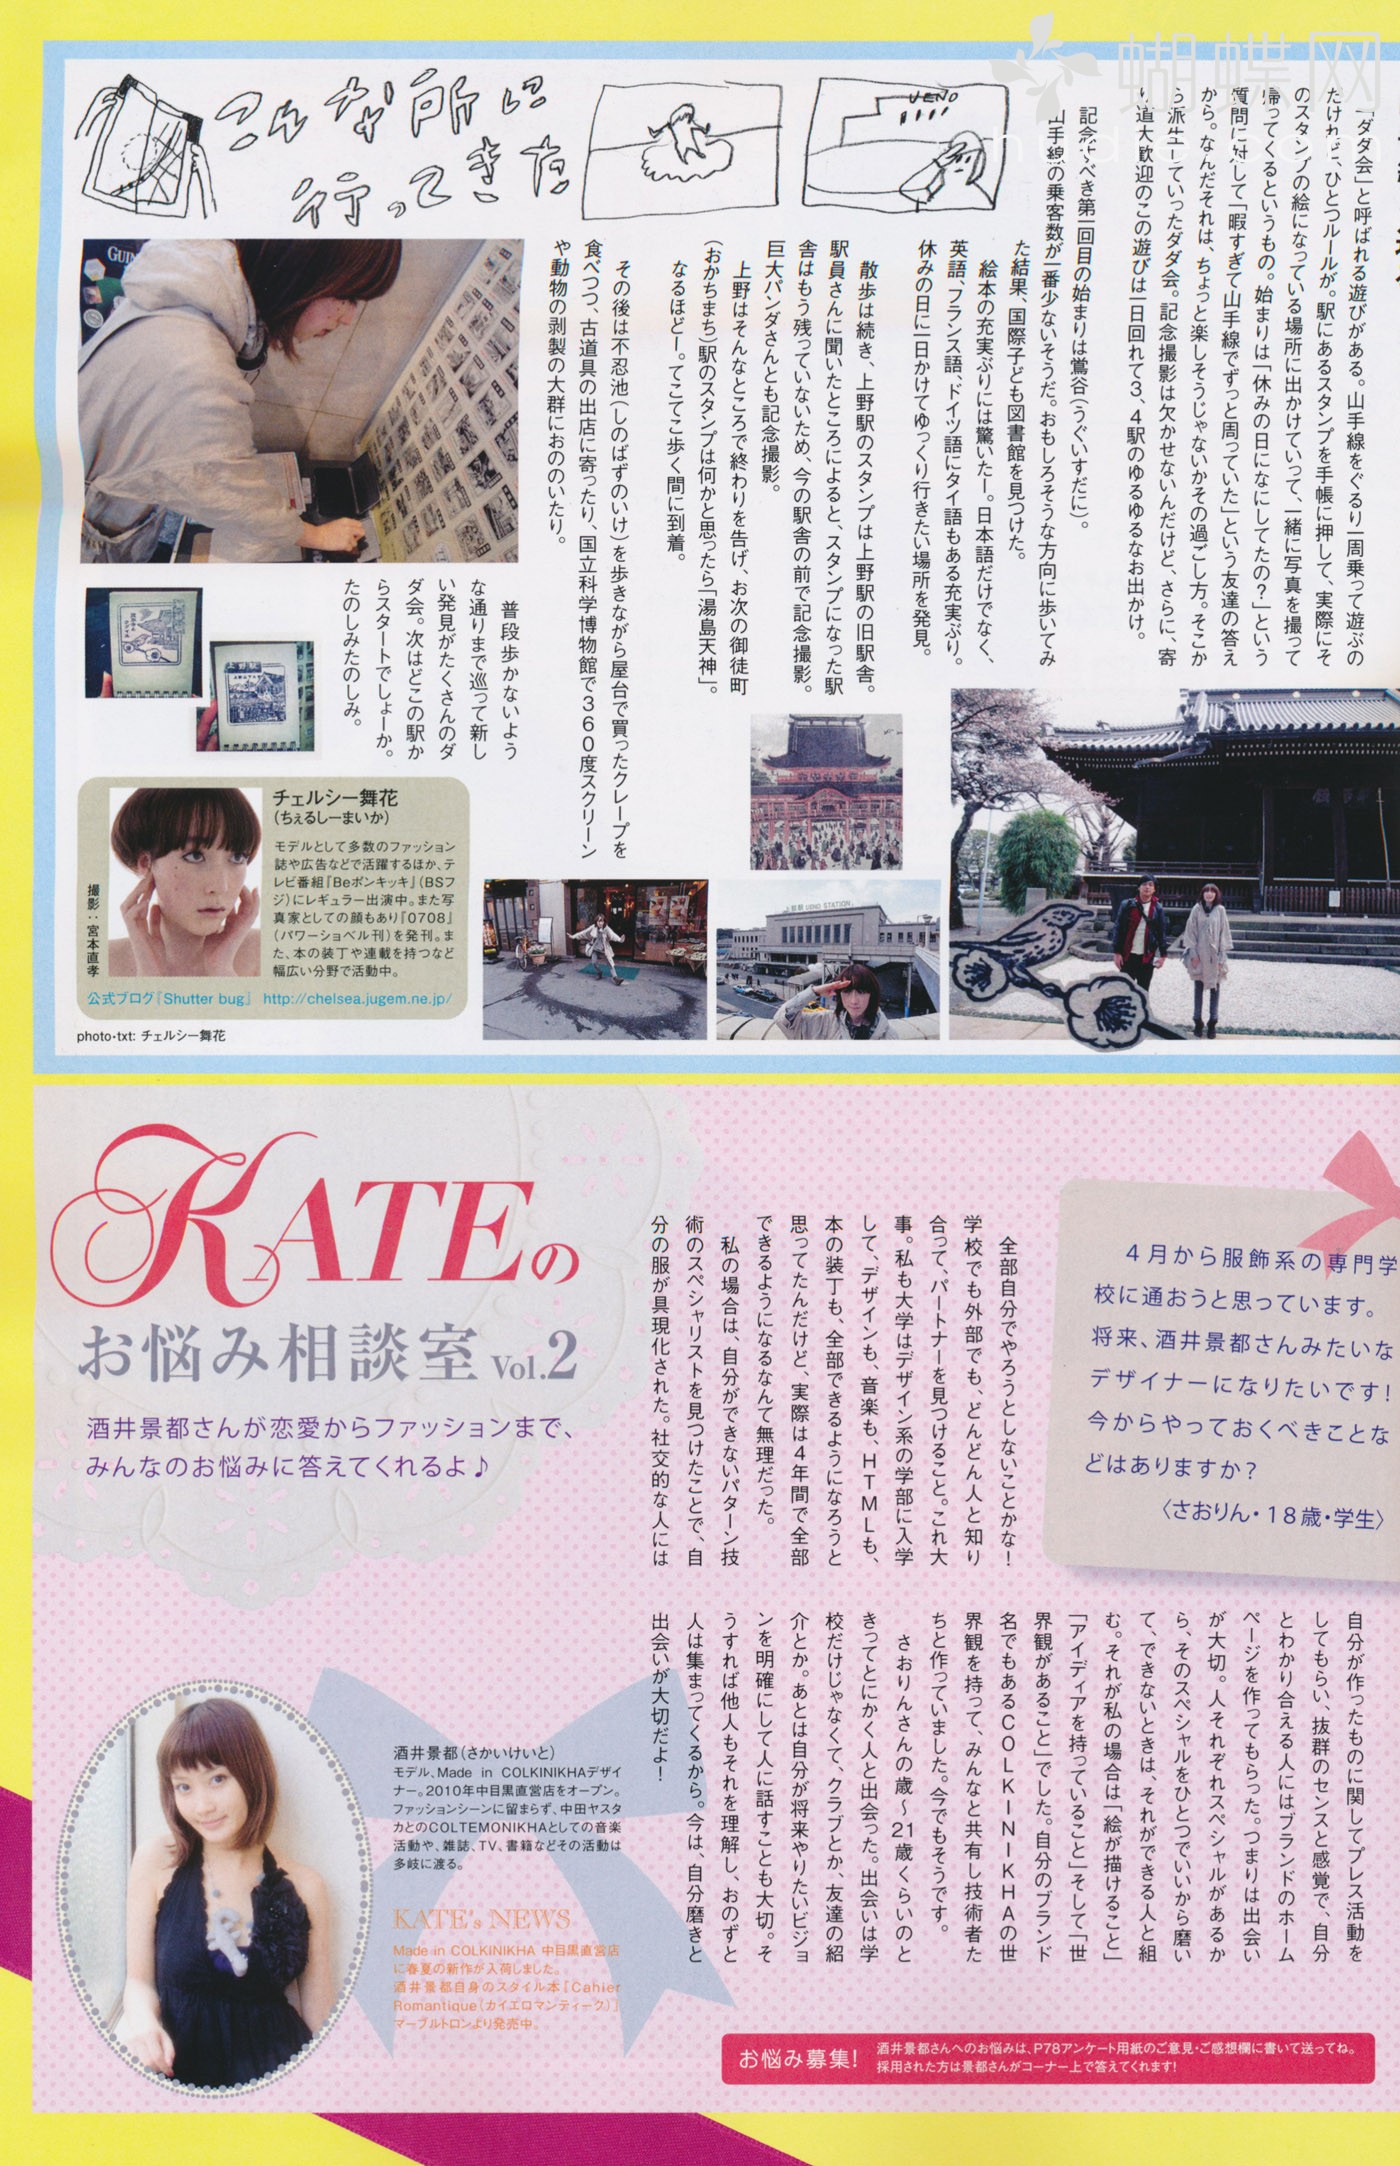 こんな所に
行ってきた
UENO
蝴蝶网
「ダダ会」と呼ばれる遊びがある。山手線をぐるり一周乗って遊ぶの
だけれど、ひとつルールが。駅にあるスタンプを手帳に押して、実際にそ
のスタンプの絵になっている場所に出かけていって、一緒に写真を撮って
帰ってくるというもの。始まりは「休みの日になにしてたの?」という
質問に対して「暇すぎて山手線でずっと周っていた」という友達の答え
から。なんだそれは、ちょっと楽しそうじゃないかその過ごし方。そこか
ら派生していったダダ会。記念撮影は欠かせないんだけど、さらに、寄
り道大歓迎のこの遊びは一日回れて3、4駅のゆるゆるなお出かけ。
記念すべき第一回目の始まりは鶯谷(うぐいすだに)。
山手線の乗客数が一番少ないそうだ。おもしろそうな方向に歩いてみ
た結果、国際子ども図書館を見つけた。
絵本の充実ぶりには驚いたー。日本語だけでなく、
英語、フランス語、ドイツ語にタイ語もある充実ぶり。
休みの日に一日かけてゆっくり行きたい場所を発見。
散歩は続き、上野駅のスタンプは上野駅の旧駅舎。
駅員さんに聞いたところによると、スタンプになった駅
舎はもう残っていないため、今の駅舎の前で記念撮影。
巨大パンダさんとも記念撮影。
上野はそんなところで終わりを告げ、お次の御徒町
(おかちまち)駅のスタンプは何かと思ったら「湯島天神」。
なるほどー。てこてこ歩く間に到着。
その後は不忍池(しのばずのいけ)を歩きながら屋台で買ったクレープを
食べつつ、古道具の出店に寄ったり、国立科学博物館で360度スクリーン
や動物の剥製の大群におののいたり。
普段歩かないよう
な通りまで巡って新し
い発見がたくさんのダ
ダ会。次はどこの駅か
らスタートでしょーか。
たのしみたのしみ。
上野駅 UENO STATION
チェルシー舞花
(ちぇるしーまいか)
モデルとして多数のファッション
誌や広告などで活躍するほか、テ
レビ番組『Beポンキッキ』(BSフ
ジ)にレギュラー出演中。また写
真家としての顔もあり『0708』
(パワーショベル刊)を発刊。ま
た、本の装丁や連載を持つなど
幅広い分野で活動中。
撮影:宮本直孝
公式ブログ『Shutter bug』 http://chelsea.jugem.ne.jp/
photo・txt: チェルシー舞花
KATEの
お悩み相談室 Vol.2
酒井景都さんが恋愛からファッションまで、
みんなのお悩みに答えてくれるよ♪
4月から服飾系の専門学
校に通おうと思っています。
将来、酒井景都さんみたいな
デザイナーになりたいです!
今からやっておくべきことな
どはありますか?
〈さおりん・18歳・学生〉
全部自分でやろうとしないことかな!
学校でも外部でも、どんどん人と知り
合って、パートナーを見つけること。これ大
事。私も大学はデザイン系の学部に入学
して、デザインも、音楽も、HTMLも、
本の装丁も、全部できるようになろうと
思ってたんだけど、実際は4年間で全部
できるようになるなんて無理だった。
私の場合は、自分ができないパターン技
術のスペシャリストを見つけたことで、自
分の服が具現化された。社交的な人には
自分が作ったものに関してプレス活動を
してもらい、抜群のセンスと感覚で、自分
とわかり合える人にはブランドのホーム
ページを作ってもらった。つまりは出会い
が大切。人それぞれスペシャルがあるか
ら、そのスペシャルをひとつでいいから磨い
て、できないときは、それができる人と組
む。それが私の場合は「絵が描けること」
「アイディアを持っていること」そして「世
界観があること」でした。自分のブランド
名でもあるCOLKINIKHAの世
界観を持って、みんなと共有し技術者た
ちと作っていました。今でもそうです。
さおりんさんの歳〜21歳くらいのと
きってとにかく人と出会った。出会いは学
校だけじゃなくて、クラブとか、友達の紹
介とか。あとは自分が将来やりたいビジョ
ンを明確にして人に話すことも大切。そ
うすれば他人もそれを理解し、おのずと
人は集まってくるから。今は、自分磨きと
出会いが大切だよ!
酒井景都(さかいけいと)
モデル、Made in COLKINIKHAデザイ
ナー。2010年中目黒直営店をオープン。
ファッションシーンに留まらず、中田ヤスタ
カとのCOLTEMONIKHAとしての音楽
活動や、雑誌、TV、書籍などその活動は
多岐に渡る。
KATE's NEWS
Made in COLKINIKHA 中目黒直営店
に春夏の新作が入荷しました。
酒井景都自身のスタイル本『Cahier
Romantique(カイエロマンティーク)』
マーブルトロンより発売中。
お悩み募集!
酒井景都さんへのお悩みは、P78アンケート用紙のご意見・ご感想欄に書いて送ってね。
採用された方は景都さんがコーナー上で答えてくれます!